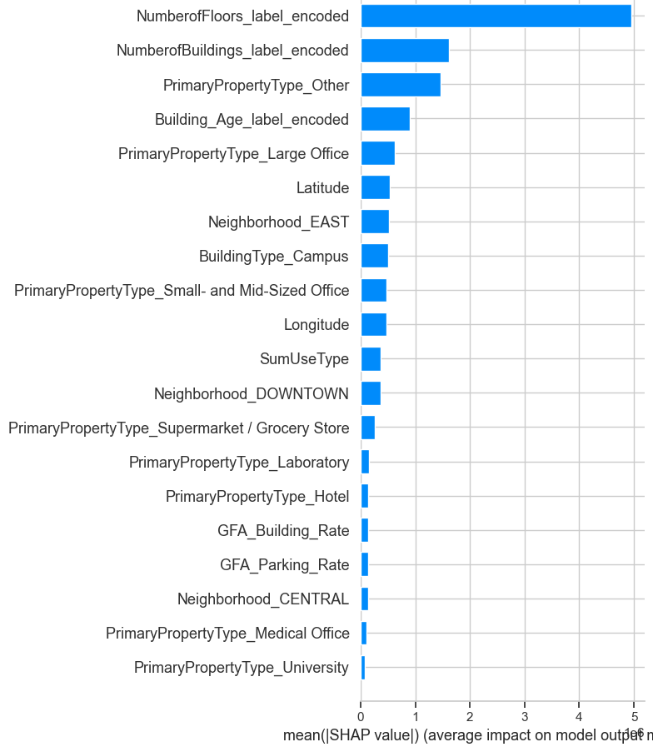 NumberofFloors_label_encoded
NumberofBuildings_label_encoded
PrimaryPropertyType_Other
Building_Age_label_encoded
PrimaryPropertyType_Large Office
Latitude
Neighborhood_EAST
BuildingType_Campus
PrimaryPropertyType_Small- and Mid-Sized Office
Longitude
SumUseType
Neighborhood_DOWNTOWN
PrimaryPropertyType_Supermarket / Grocery Store
PrimaryPropertyType_Laboratory
PrimaryPropertyType_Hotel
GFA_Building_Rate
GFA_Parking_Rate
Neighborhood_CENTRAL
PrimaryPropertyType_Medical Office
PrimaryPropertyType_University
0 1 2 3 4 5
1e6
mean(|SHAP value|) (average impact on model output m